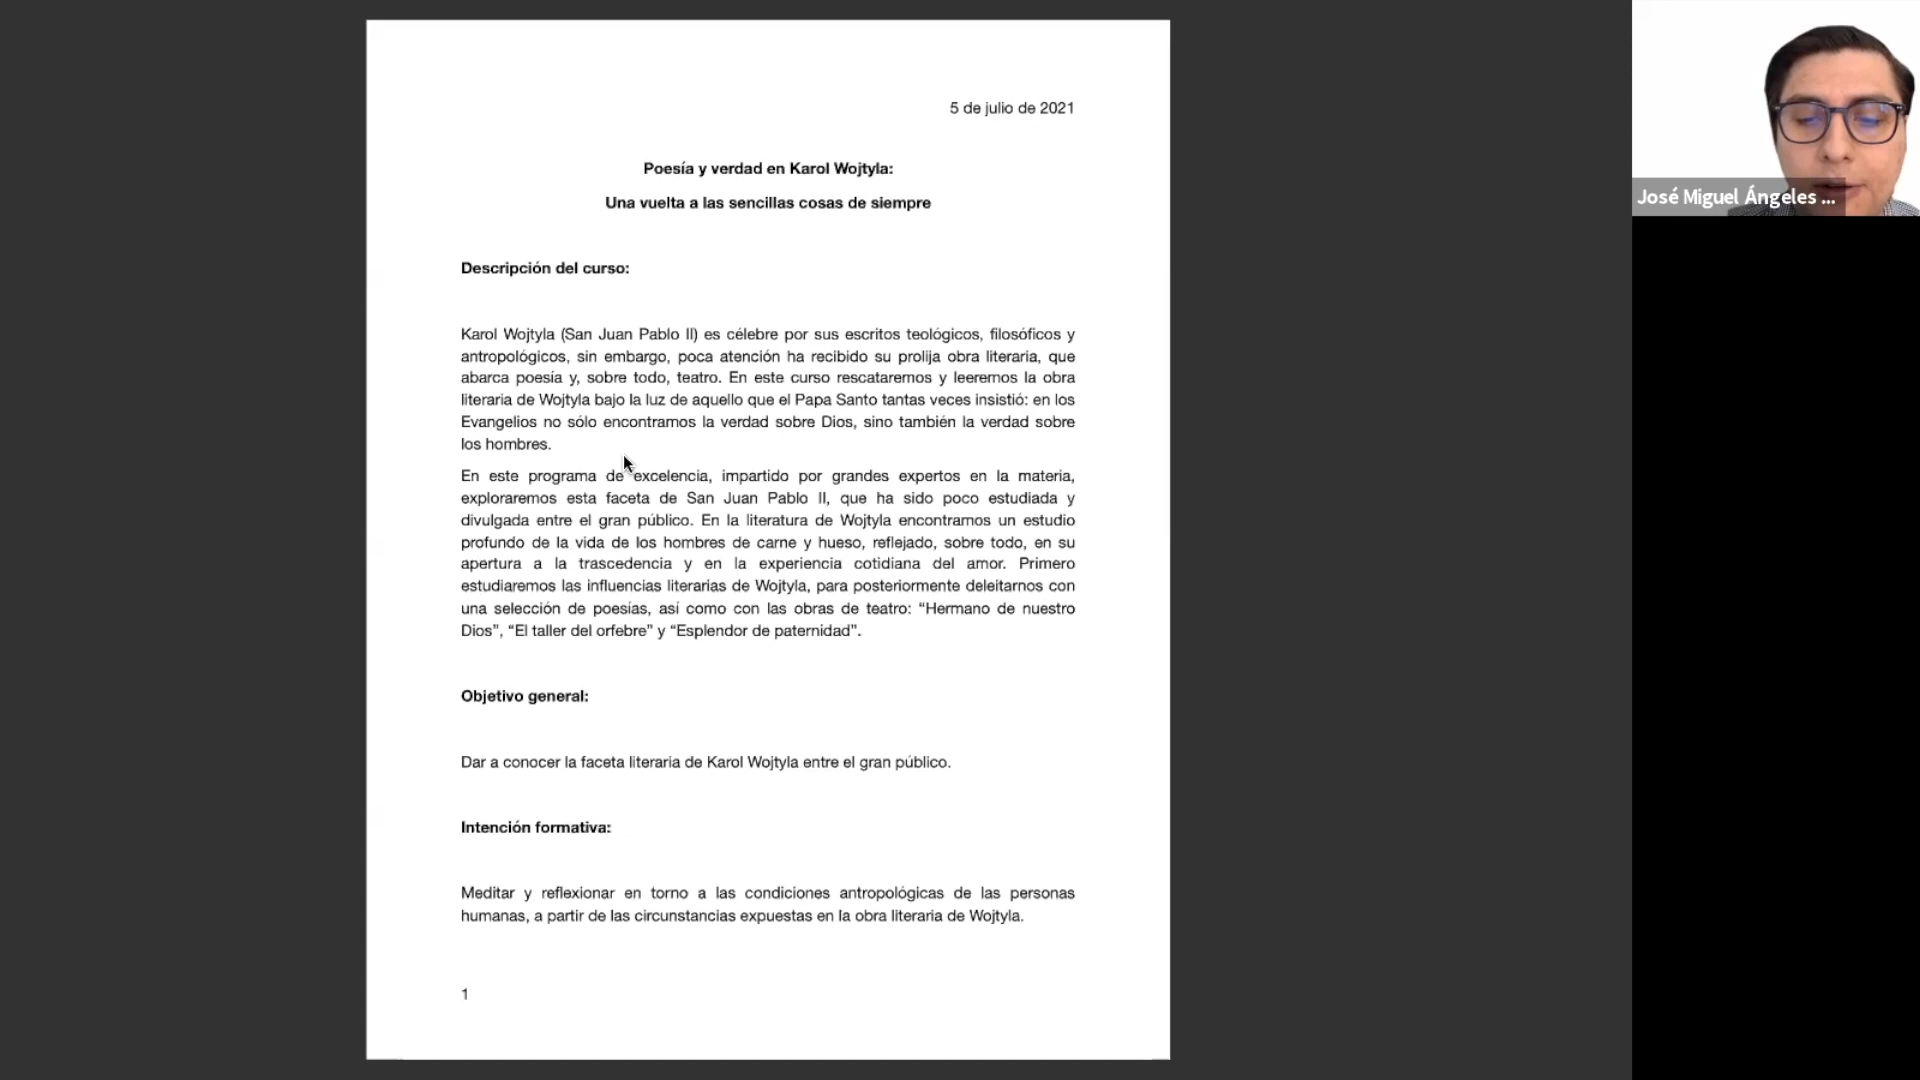 5 de julio de 2021
Poesía y verdad en Karol Wojtyla:
Una vuelta a las sencillas cosas de siempre
Descripción del curso:
Karol Wojtyla (San Juan Pablo II) es célebre por sus escritos teológicos, filosóficos y
antropológicos, sin embargo, poca atención ha recibido su prolija obra literaria, que
abarca poesía y, sobre todo, teatro. En este curso rescataremos y leeremos la obra
literaria de Wojtyla bajo la luz de aquello que el Papa Santo tantas veces insistió: en los
Evangelios no sólo encontramos la verdad sobre Dios, sino también la verdad sobre
los hombres.
En este programa de excelencia, impartido por grandes expertos en la materia,
exploraremos esta faceta de San Juan Pablo II, que ha sido poco estudiada y
divulgada entre el gran público. En la literatura de Wojtyla encontramos un estudio
profundo de la vida de los hombres de carne y hueso, reflejado, sobre todo, en su
apertura a la trascedencia y en la experiencia cotidiana del amor. Primero
estudiaremos las influencias literarias de Wojtyla, para posteriormente deleitarnos con
una selección de poesías, así como con las obras de teatro: “Hermano de nuestro
Dios”, “El taller del orfebre” y “Esplendor de paternidad”.
Objetivo general:
Dar a conocer la faceta literaria de Karol Wojtyla entre el gran público.
Intención formativa:
Meditar y reflexionar en torno a las condiciones antropológicas de las personas
humanas, a partir de las circunstancias expuestas en la obra literaria de Wojtyla.
1
José Miguel Ángeles ...